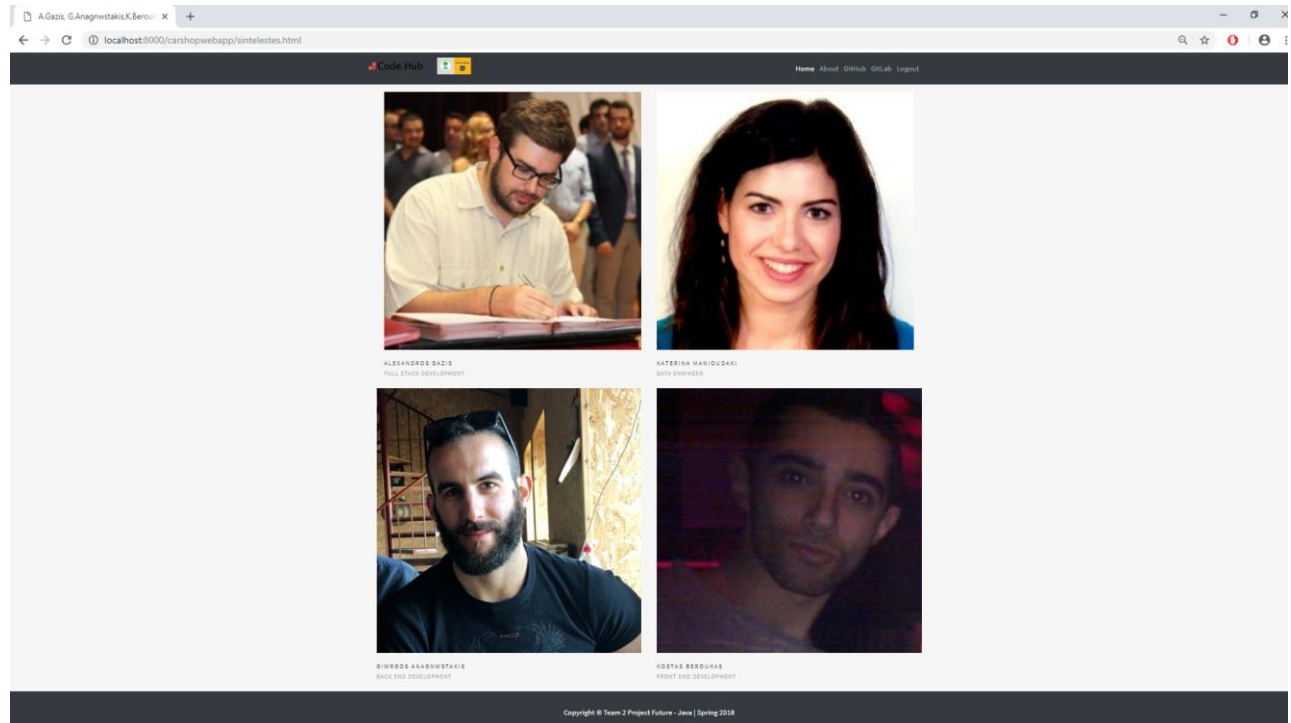 A.Gazis, G.Anagnwstakis,K.Berou
localhost:8000/carshopwebapp/sintelestes.html
Code.Hub
Home About GitHub GitLab Logout
ALEXANDROS GAZIS
FULL STACK DEVELOPMENT
KATERINA MANIOUDAKI
DATA ENGINEER
GIWRGOS ANAGNWSTAKIS
BACK END DEVELOPMENT
KOSTAS BEROUKAS
FRONT END DEVELOPMENT
Copyright © Team 2 Project Future - Java | Spring 2018